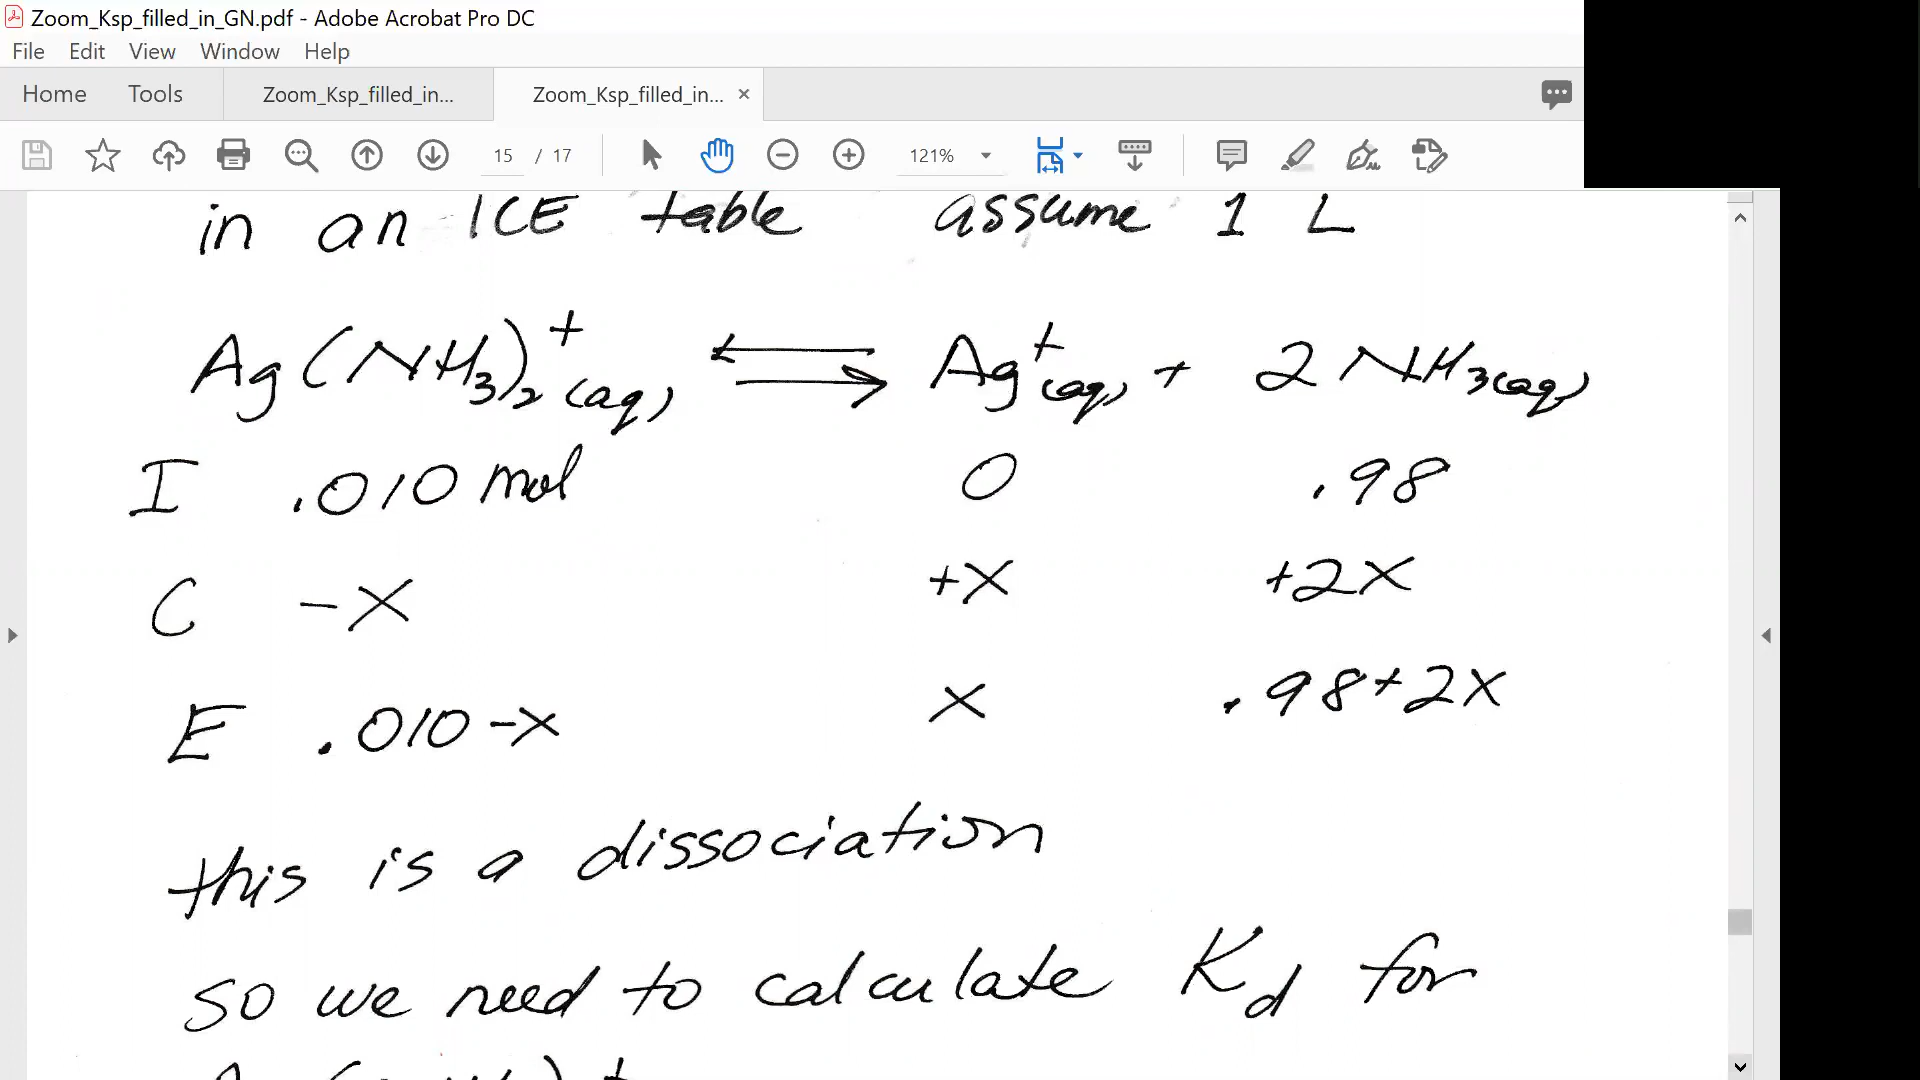 Zoom_Ksp_filled_in_GN.pdf - Adobe Acrobat Pro DC
File Edit View Window Help
Home Tools Zoom_Ksp_filled_in... Zoom_Ksp_filled_in... ×
15 / 17 121%
in an ICE table assume 1 L
Ag(NH₃)₂⁺(aq) ⇌ Ag⁺(aq) + 2 NH₃(aq)
I .010 mol 0 .98
C -X +X +2X
E .010-X X .98+2X
this is a dissociation
so we need to calculate Kd for